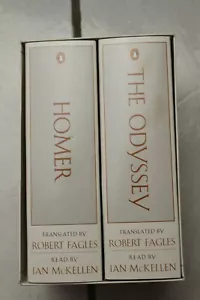 HOMER
TRANSLATED BY
ROBERT FAGLES
READ BY
IAN McKELLEN
THE ODYSSEY
TRANSLATED BY
ROBERT FAGLES
READ BY
IAN McKELLEN